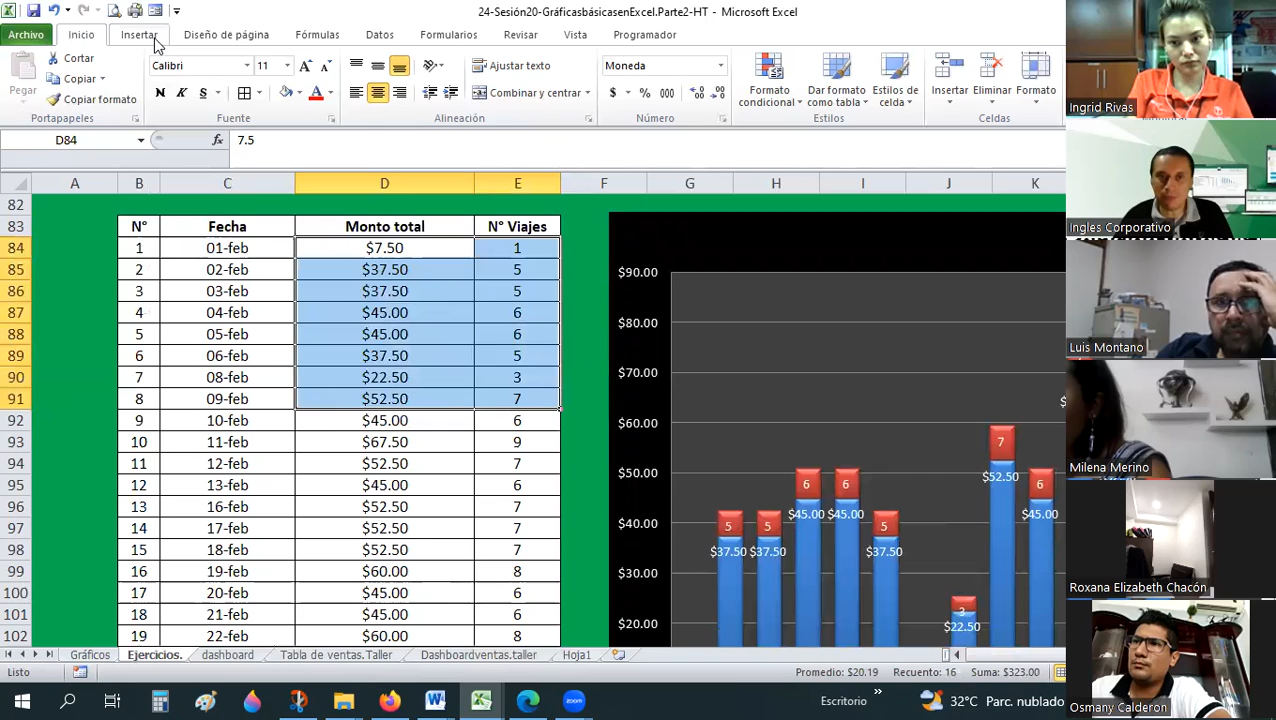 24-Sesión20-GráficasbásicasenExcel.Parte2-HT - Microsoft Excel
Archivo Inicio Insertar Diseño de página Fórmulas Datos Formularios Revisar Vista Programador
Pegar Cortar Copiar Copiar formato
Calibri 11 N K S
Ajustar texto
Combinar y centrar
Moneda
$ % 000
Formato condicional Dar formato como tabla Estilos de celda
Insertar Eliminar Formato
Portapapeles Fuente Alineación Número Estilos Celdas
D84 fx 7.5
A B C D E F G H I J K
82
83 N° Fecha Monto total N° Viajes
84 1 01-feb $7.50 1
85 2 02-feb $37.50 5
86 3 03-feb $37.50 5
87 4 04-feb $45.00 6
88 5 05-feb $45.00 6
89 6 06-feb $37.50 5
90 7 08-feb $22.50 3
91 8 09-feb $52.50 7
92 9 10-feb $45.00 6
93 10 11-feb $67.50 9
94 11 12-feb $52.50 7
95 12 13-feb $45.00 6
96 13 16-feb $52.50 7
97 14 17-feb $52.50 7
98 15 18-feb $52.50 7
99 16 19-feb $60.00 8
100 17 20-feb $45.00 6
101 18 21-feb $45.00 6
102 19 22-feb $60.00 8
$90.00
$80.00
$70.00
$60.00
$50.00
$40.00
$30.00
$20.00
5 5 6 6 5 3 7 6
$37.50 $37.50 $45.00 $45.00 $37.50 $22.50 $52.50 $45.00
Gráficos Ejercicios. dashboard Tabla de ventas.Taller Dashboardventas.taller Hoja1
Listo Promedio: $20.19 Recuento: 16 Suma: $323.00
Escritorio » 32°C Parc. nublado
zoom
Ingrid Rivas
Ingles Corporativo
Luis Montano
Milena Merino
Roxana Elizabeth Chacón
Osmany Calderon